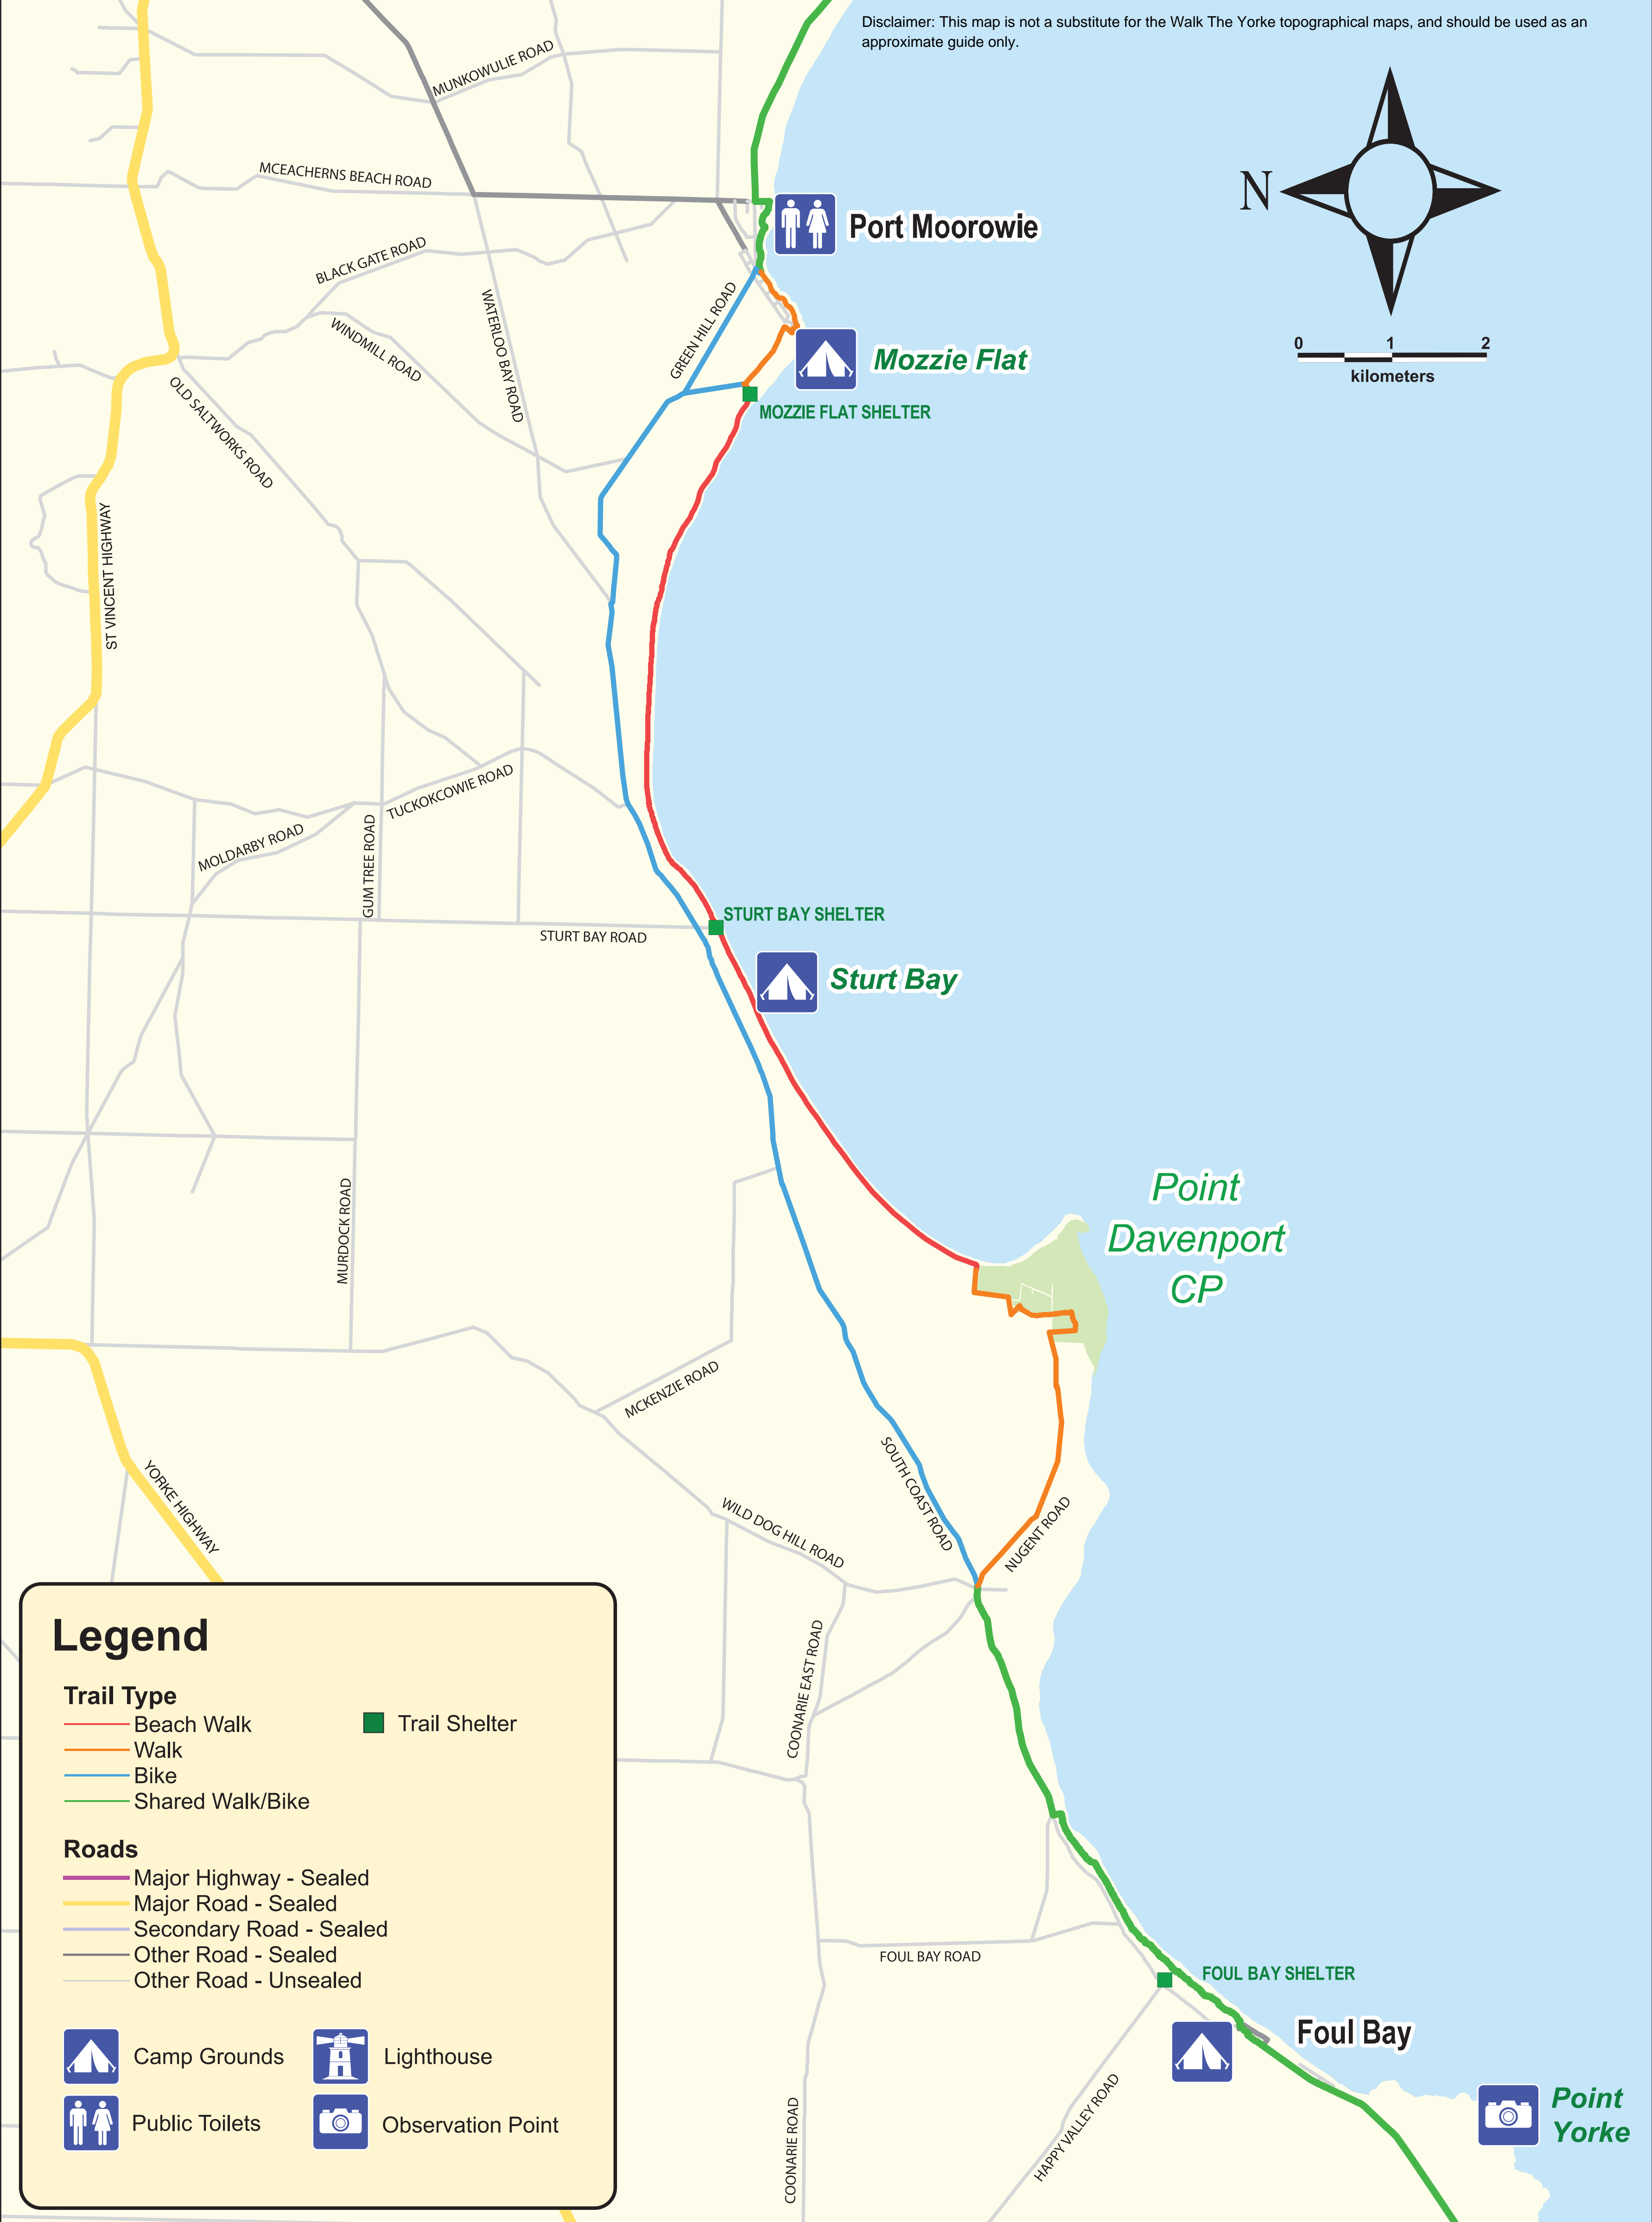 Disclaimer: This map is not a substitute for the Walk The Yorke topographical maps, and should be used as an
approximate guide only.
MUNKOWULIE ROAD
N
MCEACHERNS BEACH ROAD
Port Moorowie
BLACK GATE ROAD
WINDMILL ROAD
WATERLOO BAY ROAD
GREEN HILL ROAD
0 1 2
kilometers
Mozzie Flat
MOZZIE FLAT SHELTER
OLD SALTWORKS ROAD
ST VINCENT HIGHWAY
TUCKOKCOWIE ROAD
MOLDARBY ROAD
GUM TREE ROAD
STURT BAY SHELTER
STURT BAY ROAD
Sturt Bay
Point
Davenport
CP
MURDOCK ROAD
MCKENZIE ROAD
SOUTH COAST ROAD
YORKE HIGHWAY
WILD DOG HILL ROAD
NUGENT ROAD
COONARIE EAST ROAD
FOUL BAY ROAD
FOUL BAY SHELTER
Foul Bay
HAPPY VALLEY ROAD
COONARIE ROAD
Point
Yorke
Legend
Trail Type
Beach Walk
Trail Shelter
Walk
Bike
Shared Walk/Bike
Roads
Major Highway - Sealed
Major Road - Sealed
Secondary Road - Sealed
Other Road - Sealed
Other Road - Unsealed
Camp Grounds
Lighthouse
Public Toilets
Observation Point